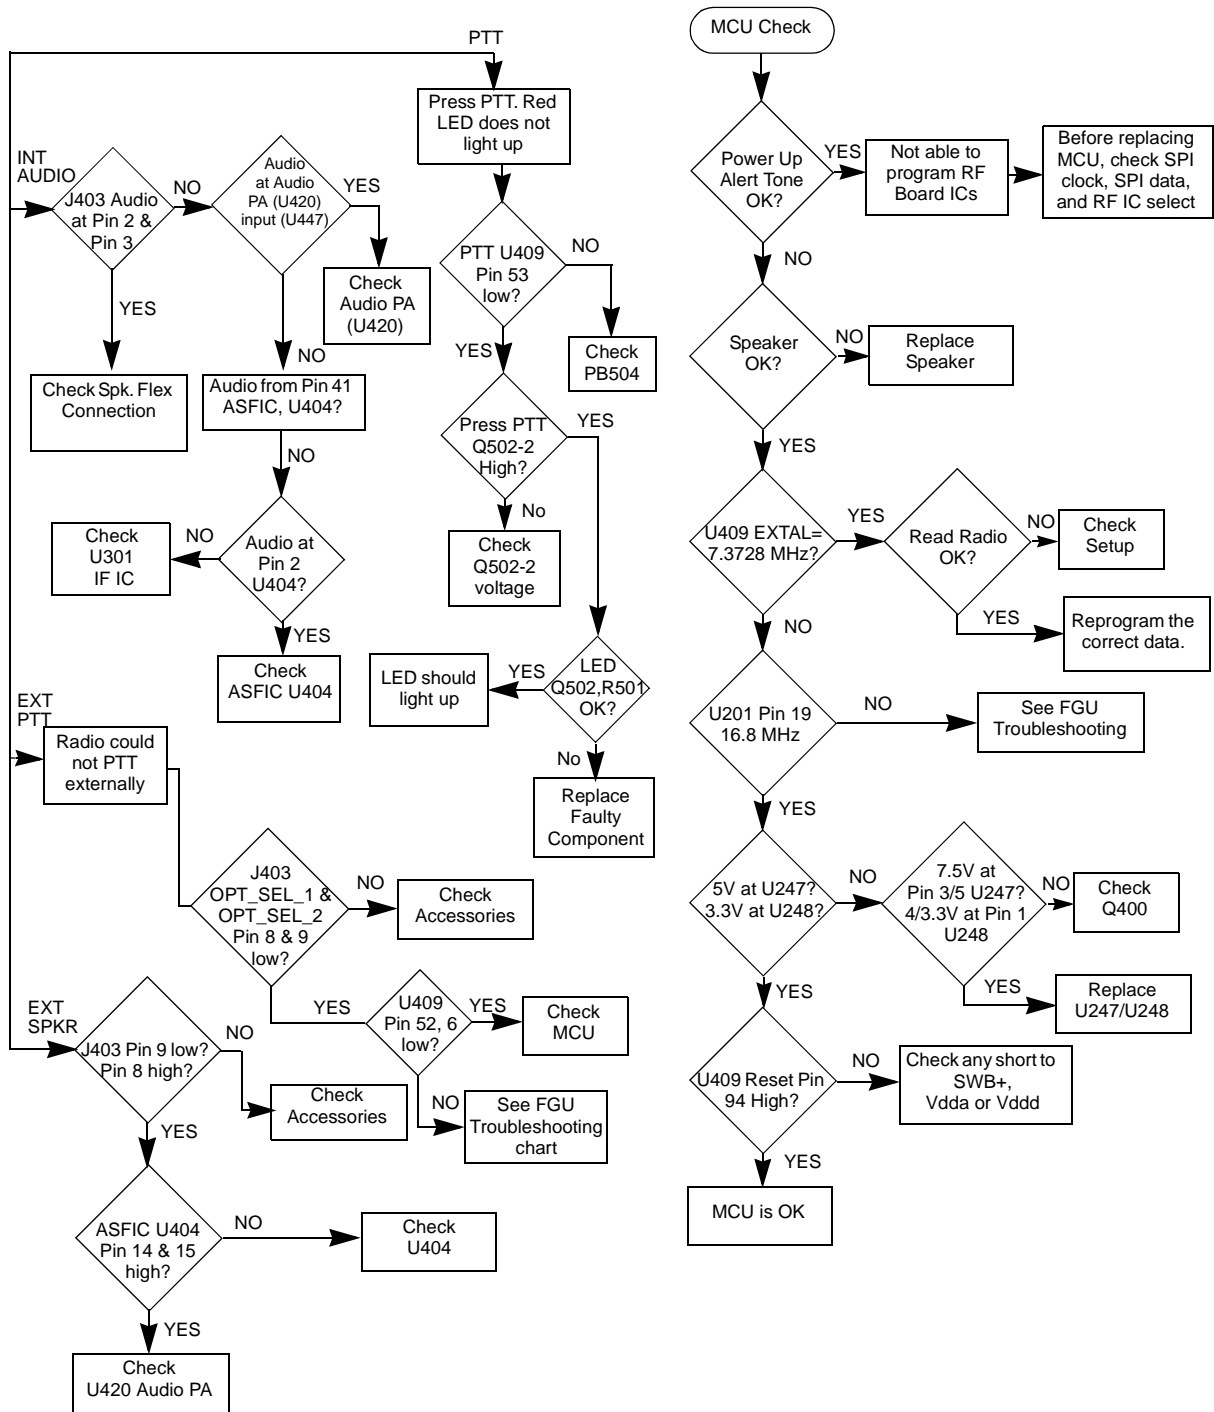 PTT
Press PTT. Red
LED does not
light up
INT
AUDIO
J403 Audio
at Pin 2 &
Pin 3
NO
Audio
at Audio
PA (U420)
input (U447)
YES
Check
Audio PA
(U420)
YES
Check Spk. Flex
Connection
NO
Audio from Pin 41
ASFIC, U404?
NO
Audio at
Pin 2
U404?
NO
Check
U301
IF IC
YES
Check
ASFIC U404
PTT U409
Pin 53
low?
NO
Check
PB504
YES
Press PTT
Q502-2
High?
YES
No
Check
Q502-2
voltage
LED
Q502,R501
OK?
YES
LED should
light up
No
Replace
Faulty
Component
EXT
PTT
Radio could
not PTT
externally
J403
OPT_SEL_1 &
OPT_SEL_2
Pin 8 & 9
low?
NO
Check
Accessories
YES
U409
Pin 52, 6
low?
YES
Check
MCU
NO
See FGU
Troubleshooting
chart
EXT
SPKR
J403 Pin 9 low?
Pin 8 high?
NO
Check
Accessories
YES
ASFIC U404
Pin 14 & 15
high?
NO
Check
U404
YES
Check
U420 Audio PA
MCU Check
Power Up
Alert Tone
OK?
YES
Not able to
program RF
Board ICs
Before replacing
MCU, check SPI
clock, SPI data,
and RF IC select
NO
Speaker
OK?
NO
Replace
Speaker
YES
U409 EXTAL=
7.3728 MHz?
YES
Read Radio
OK?
NO
Check
Setup
YES
Reprogram the
correct data.
NO
U201 Pin 19
16.8 MHz
NO
See FGU
Troubleshooting
YES
5V at U247?
3.3V at U248?
NO
7.5V at
Pin 3/5 U247?
4/3.3V at Pin 1
U248
NO
Check
Q400
YES
Replace
U247/U248
YES
U409 Reset Pin
94 High?
NO
Check any short to
SWB+,
Vdda or Vddd
YES
MCU is OK